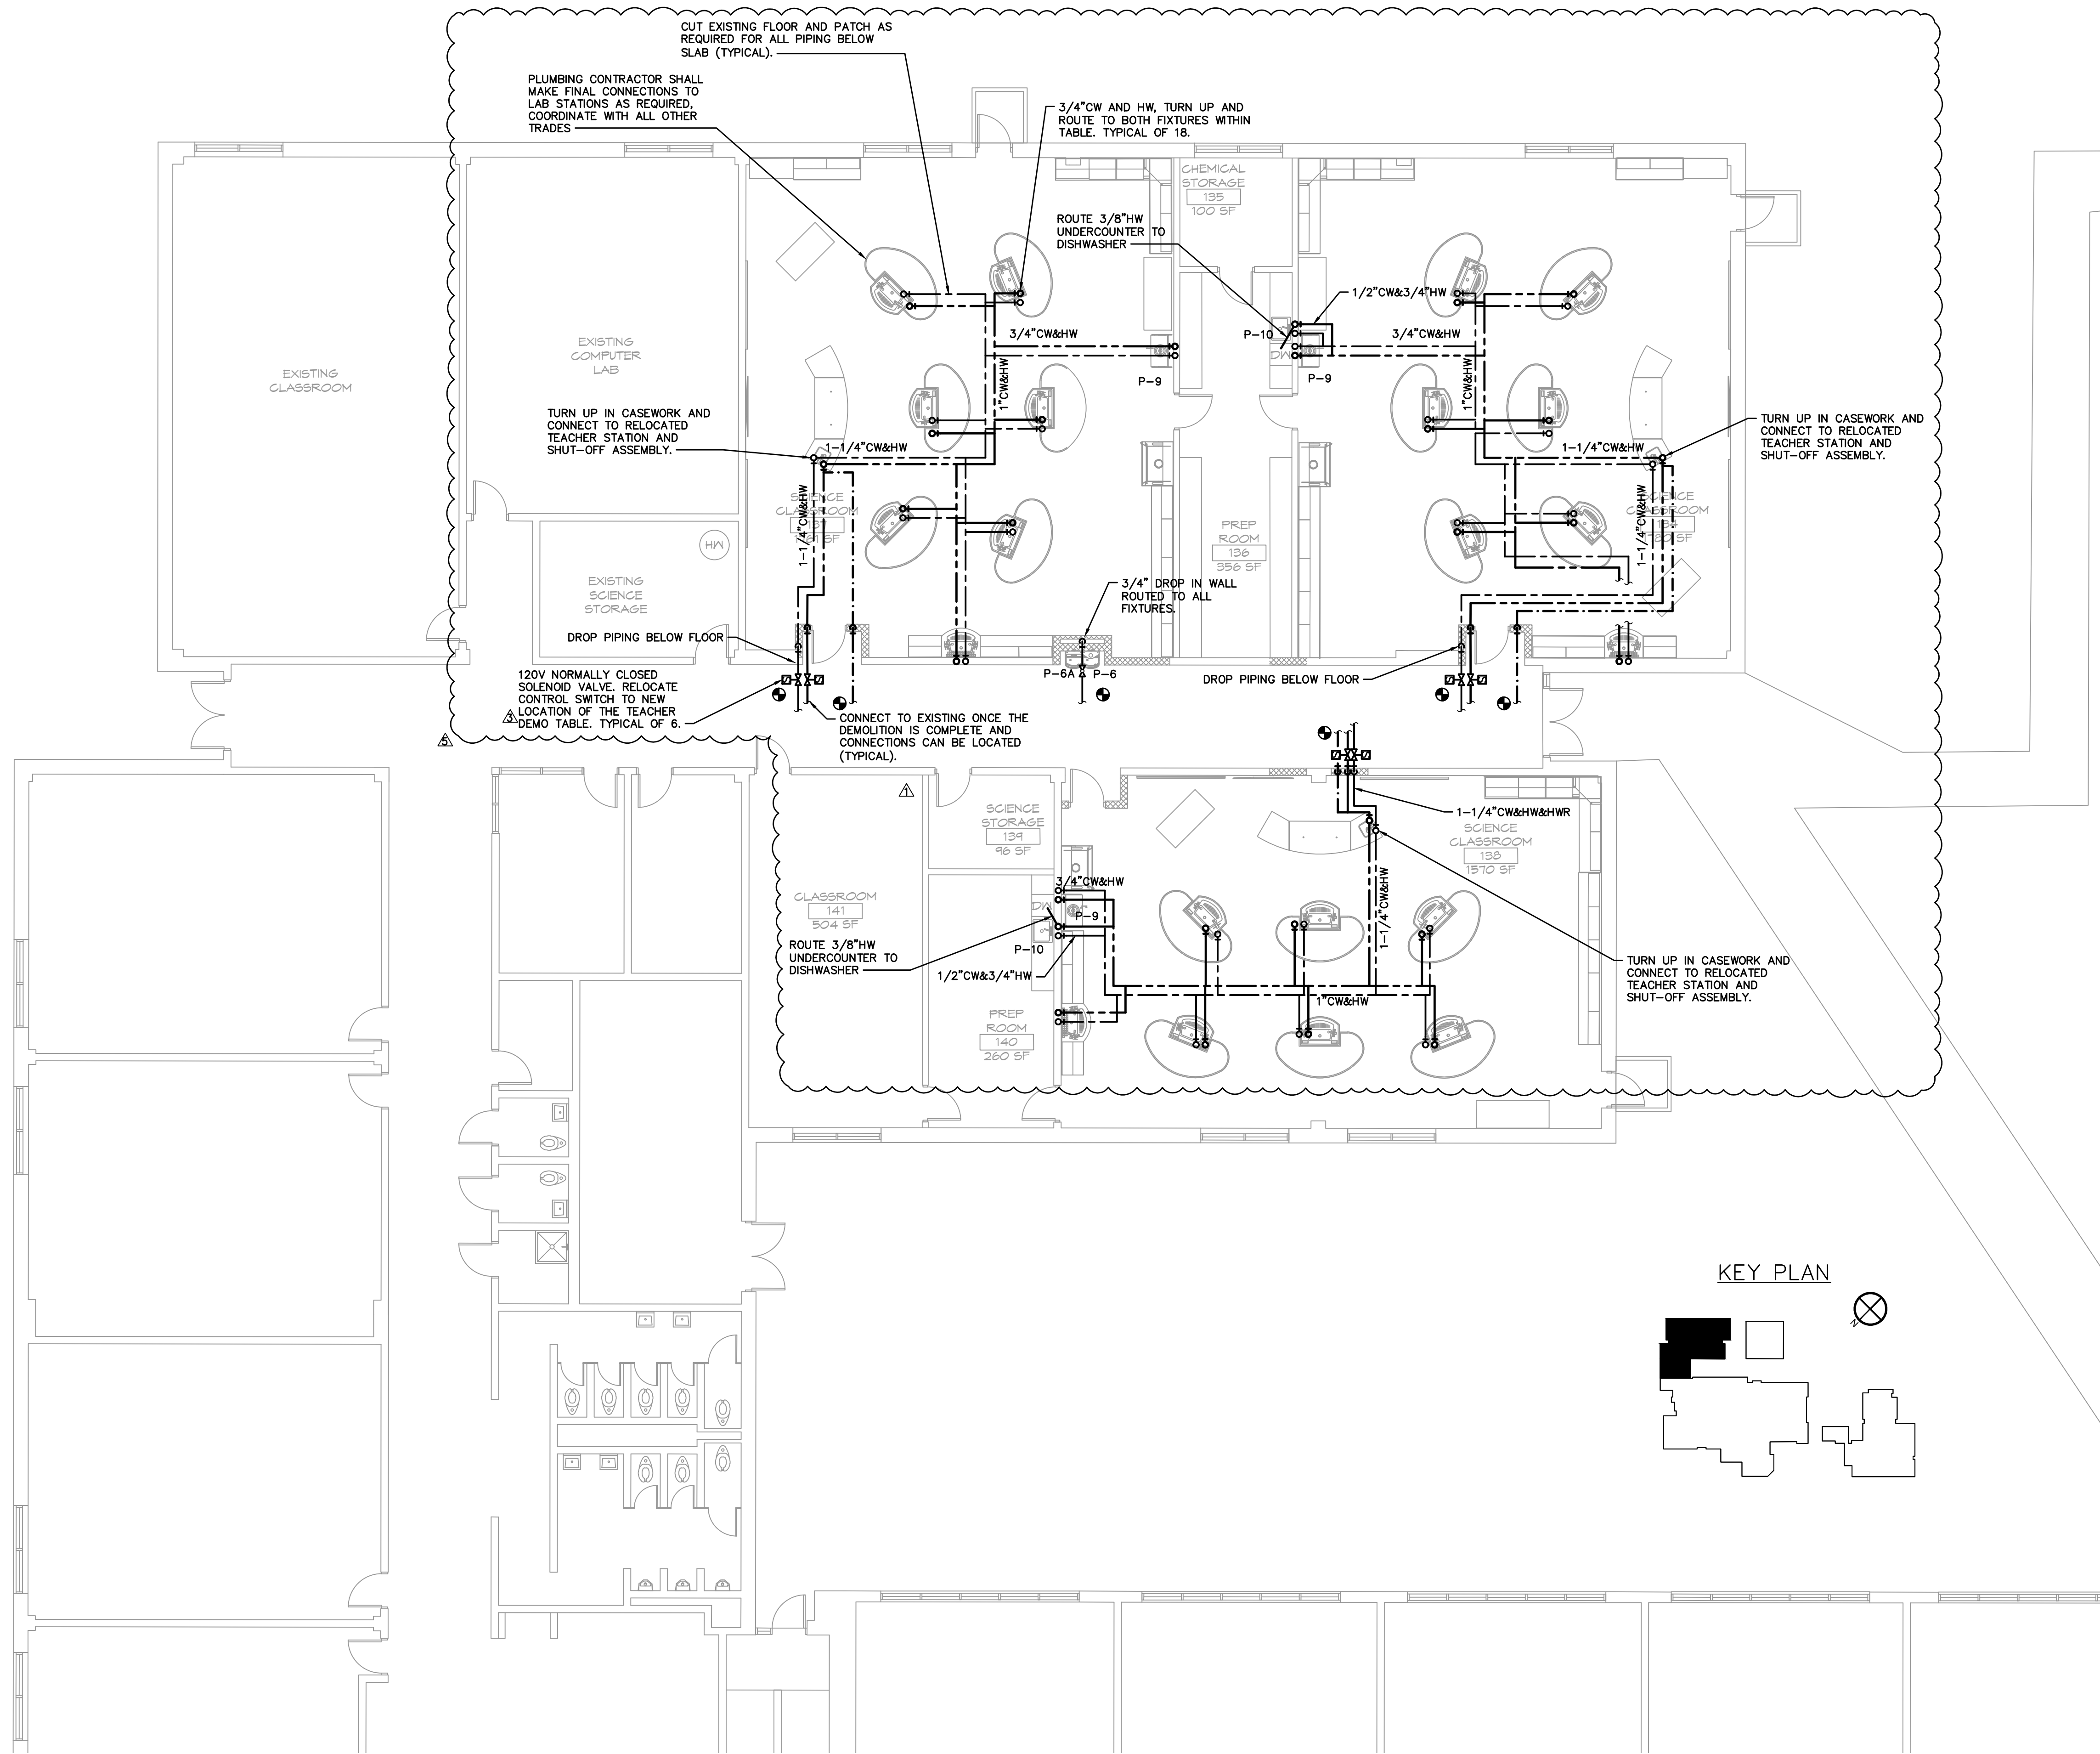 CUT EXISTING FLOOR AND PATCH AS
REQUIRED FOR ALL PIPING BELOW
SLAB (TYPICAL).
PLUMBING CONTRACTOR SHALL
MAKE FINAL CONNECTIONS TO
LAB STATIONS AS REQUIRED,
COORDINATE WITH ALL OTHER
TRADES
3/4"CW AND HW, TURN UP AND
ROUTE TO BOTH FIXTURES WITHIN
TABLE. TYPICAL OF 18.
CHEMICAL
STORAGE
135
100 SF
ROUTE 3/8"HW
UNDERCOUNTER TO
DISHWASHER
1/2"CW&3/4"HW
3/4"CW&HW
P-10
3/4"CW&HW
DW
P-9
P-9
1"CW&HW
1"CW&HW
EXISTING
CLASSROOM
EXISTING
COMPUTER
LAB
TURN UP IN CASEWORK AND
CONNECT TO RELOCATED
TEACHER STATION AND
SHUT-OFF ASSEMBLY.
1-1/4"CW&HW
1-1/4"CW&HW
TURN UP IN CASEWORK AND
CONNECT TO RELOCATED
TEACHER STATION AND
SHUT-OFF ASSEMBLY.
1-1/4"CW&HW
1-1/4"CW&HW
SCIENCE
CLASSROOM
SF
SCIENCE
CLASSROOM
SF
HW
PREP
ROOM
136
356 SF
EXISTING
SCIENCE
STORAGE
3/4" DROP IN WALL
ROUTED TO ALL
FIXTURES.
DROP PIPING BELOW FLOOR
P-6A
P-6
DROP PIPING BELOW FLOOR
120V NORMALLY CLOSED
SOLENOID VALVE. RELOCATE
CONTROL SWITCH TO NEW
LOCATION OF THE TEACHER
DEMO TABLE. TYPICAL OF 6.
3
5
CONNECT TO EXISTING ONCE THE
DEMOLITION IS COMPLETE AND
CONNECTIONS CAN BE LOCATED
(TYPICAL).
1
SCIENCE
STORAGE
139
96 SF
1-1/4"CW&HW&HWR
SCIENCE
CLASSROOM
138
1570 SF
3/4"CW&HW
1-1/4"CW&HW
CLASSROOM
141
504 SF
DW
P-9
P-10
ROUTE 3/8"HW
UNDERCOUNTER TO
DISHWASHER
1/2"CW&3/4"HW
TURN UP IN CASEWORK AND
CONNECT TO RELOCATED
TEACHER STATION AND
SHUT-OFF ASSEMBLY.
1"CW&HW
PREP
ROOM
140
260 SF
KEY PLAN
N